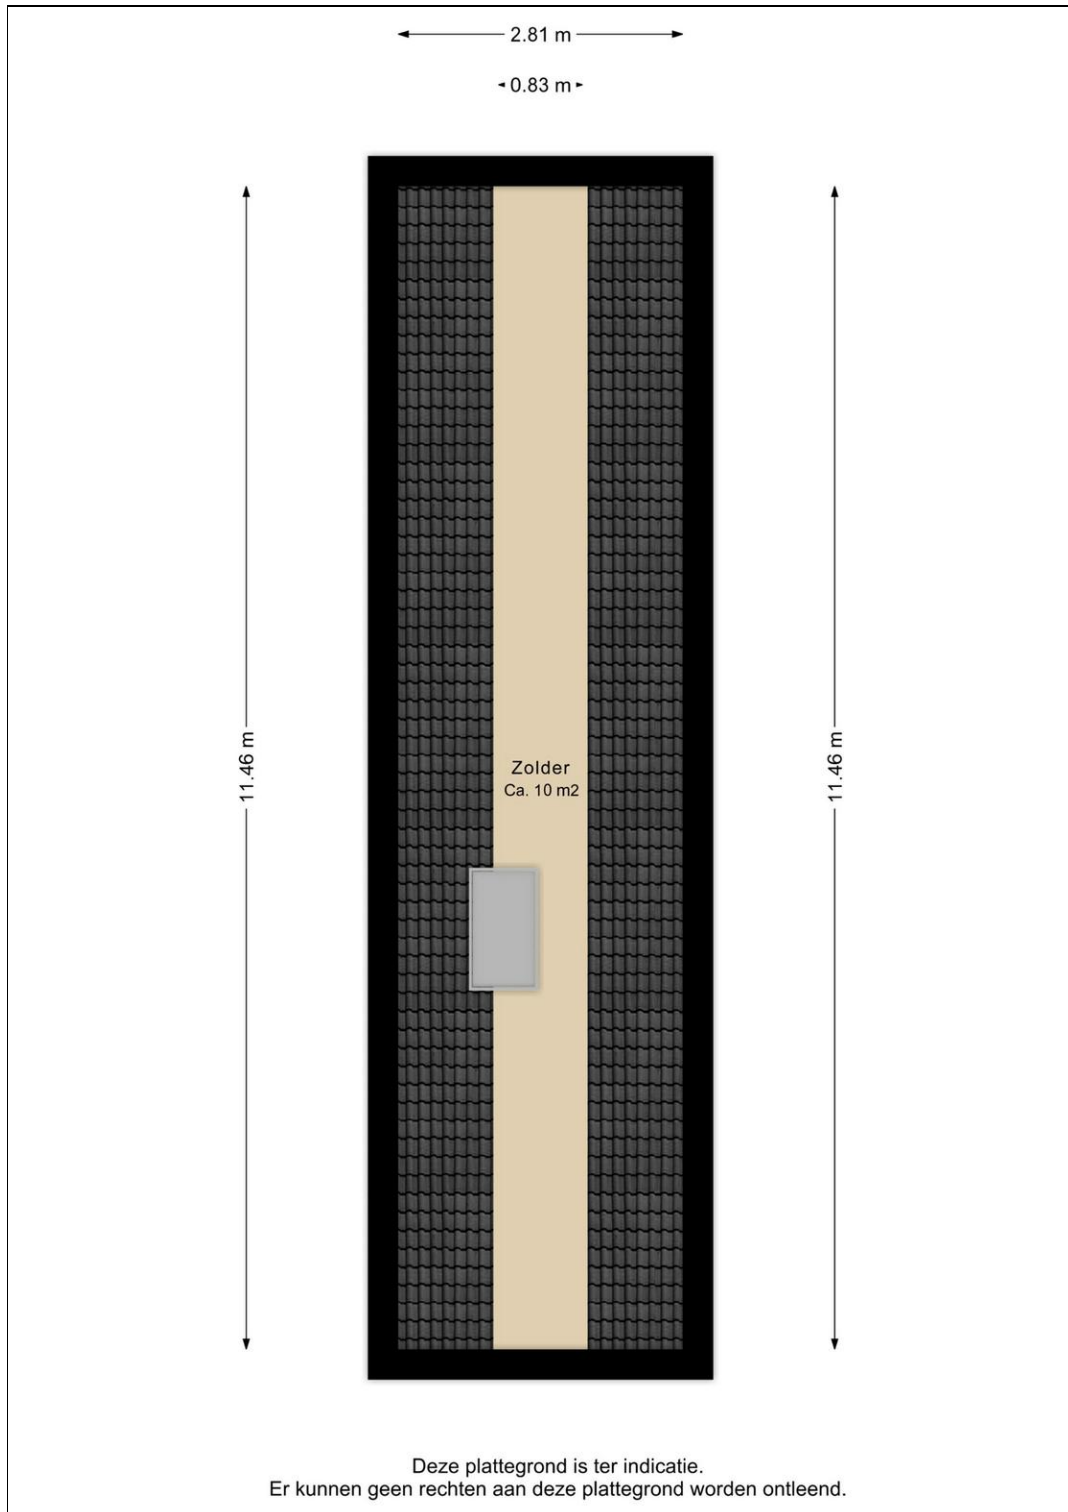 2.81 m
0.83 m
11.46 m
11.46 m
Zolder
Ca. 10 m2
Deze plattegrond is ter indicatie.
Er kunnen geen rechten aan deze plattegrond worden ontleend.